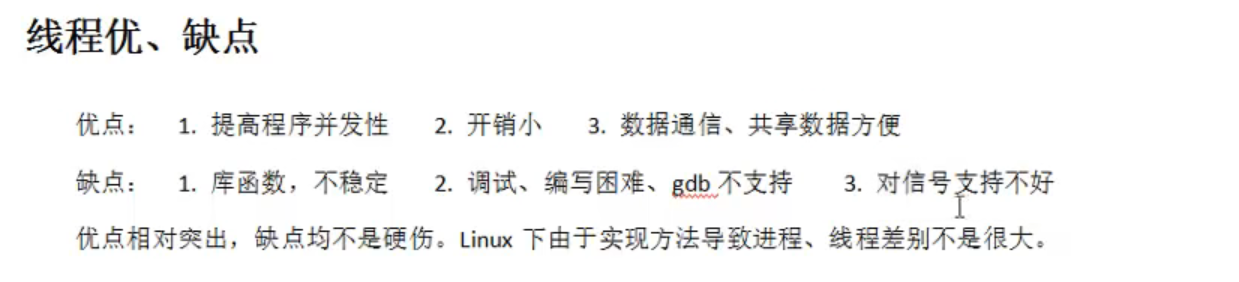 线程优、缺点
优点： 1. 提高程序并发性 2. 开销小 3. 数据通信、共享数据方便
缺点： 1. 库函数，不稳定 2. 调试、编写困难、gdb 不支持 3. 对信号支持不好
优点相对突出，缺点均不是硬伤。Linux 下由于实现方法导致进程、线程差别不是很大。